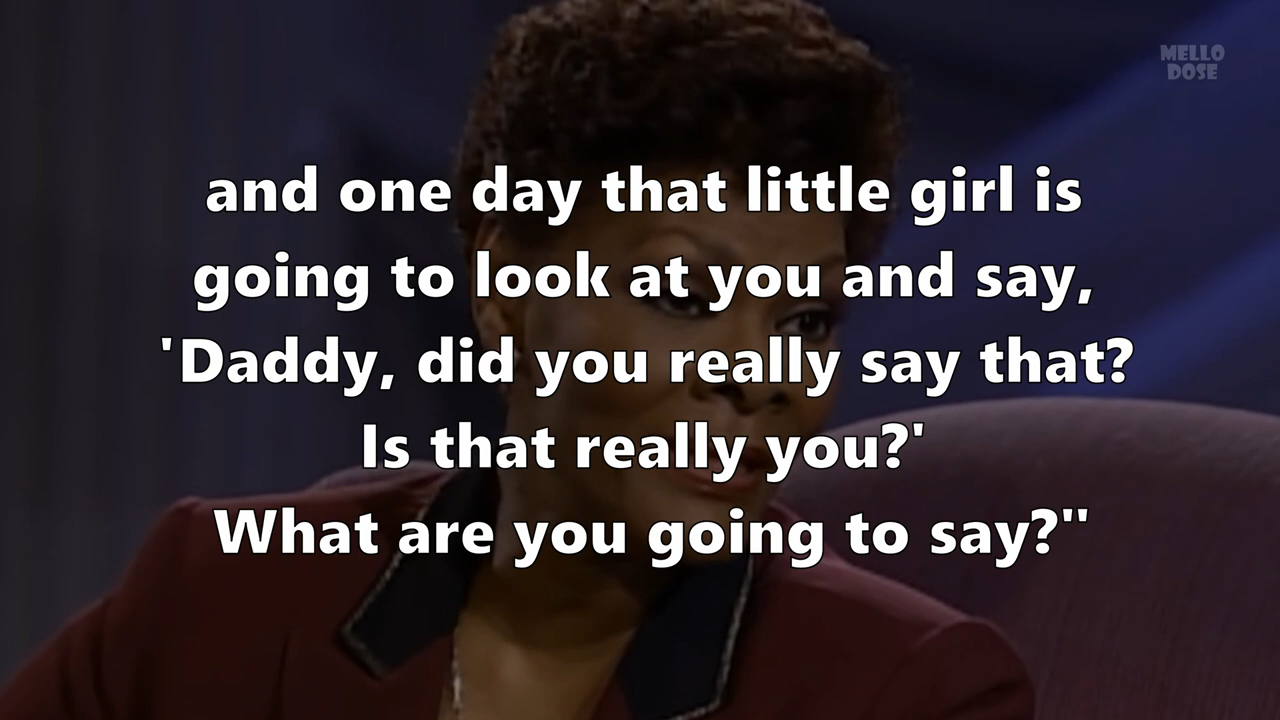 MELLO
DOSE
and one day that little girl is
going to look at you and say,
'Daddy, did you really say that?
Is that really you?'
What are you going to say?"